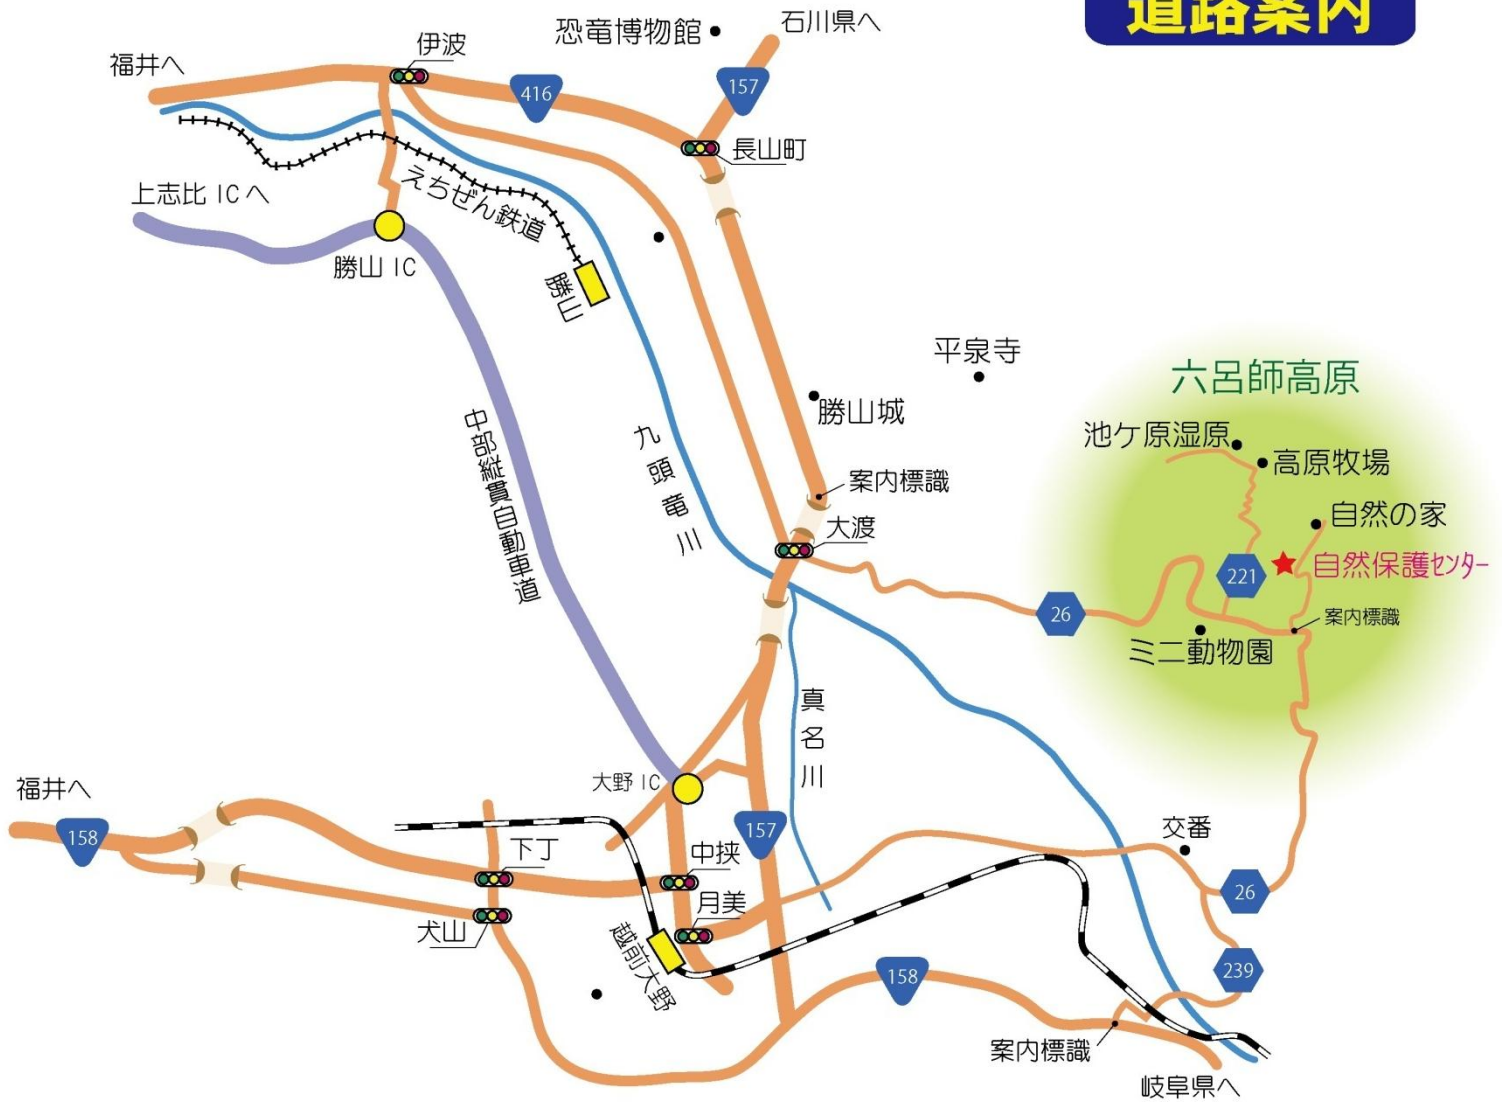 道路案内
石川県へ
恐竜博物館
伊波
福井へ
157
416
長山町
上志比ICへ
えちぜん鉄道
勝山IC
勝山
平泉寺
六呂師高原
勝山城
池ケ原湿原
高原牧場
中部縦貫自動車道
九頭竜川
案内標識
自然の家
大渡
自然保護センター
221
26
案内標識
ミニ動物園
真名川
大野IC
福井へ
158
157
交番
下丁
中挟
26
月美
犬山
越前大野
158
239
案内標識
岐阜県へ